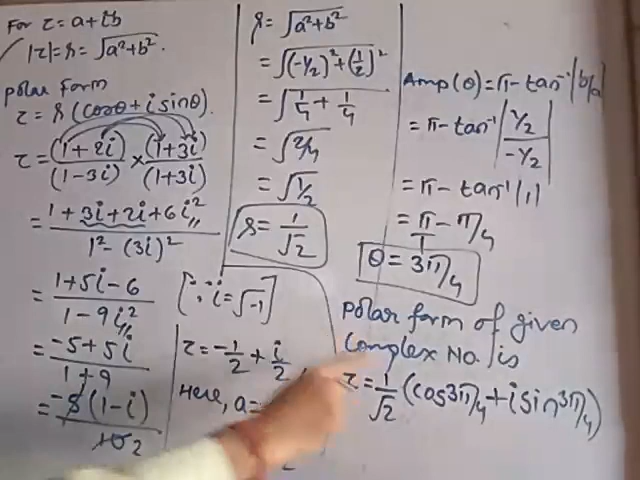 For z = a+ib
|z| = r = √a²+b².
Polar Form
z = r(cosθ + i sinθ).
z = (1+2i)/(1-3i) × (1+3i)/(1+3i)
= 1+3i+2i+6i²/1²-(3i)²
= 1+5i-6/1-9i² [∵ i=√-1]
= -5+5i/1+9
= -5(1-i)/10 2
z = -1/2 + i/2
Here, a=
r = √a²+b²
= √(-1/2)²+(1/2)²
= √1/4+1/4
= √2/4
= √1/2
r = 1/√2
Amp(θ) = π - tan⁻¹|b/a|
= π - tan⁻¹|1/2/-1/2|
= π - tan⁻¹|1|
= π/1 - π/4
θ = 3π/4
Polar form of given
Complex No. is
z = 1/√2 (cos3π/4 + i sin3π/4)